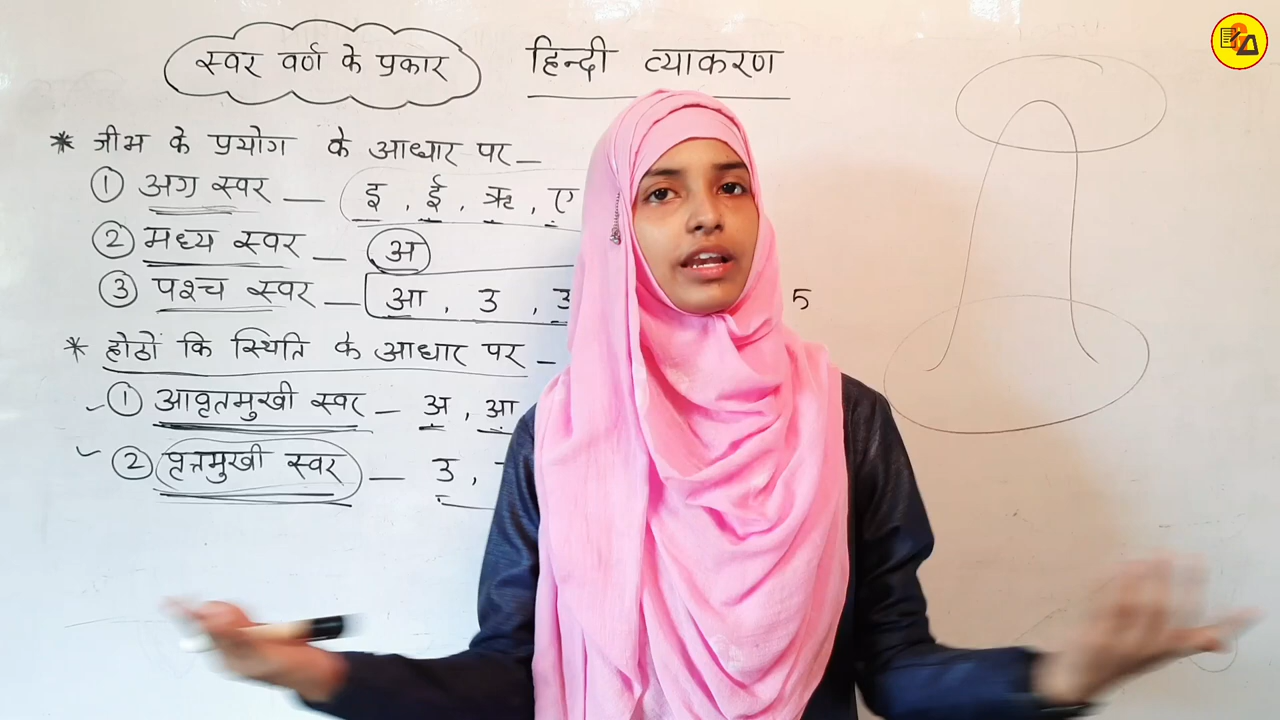 स्वर वर्ण के प्रकार हिन्दी व्याकरण
* जीभ के प्रयोग के आधार पर –
① अग्र स्वर – इ, ई, ऋ, ए
② मध्य स्वर – अ
③ पश्च स्वर – आ, उ, 5
* होठों कि स्थिति के आधार पर –
① आवृतमुखी स्वर – अ, आ
② वृत्तमुखी स्वर – उ,